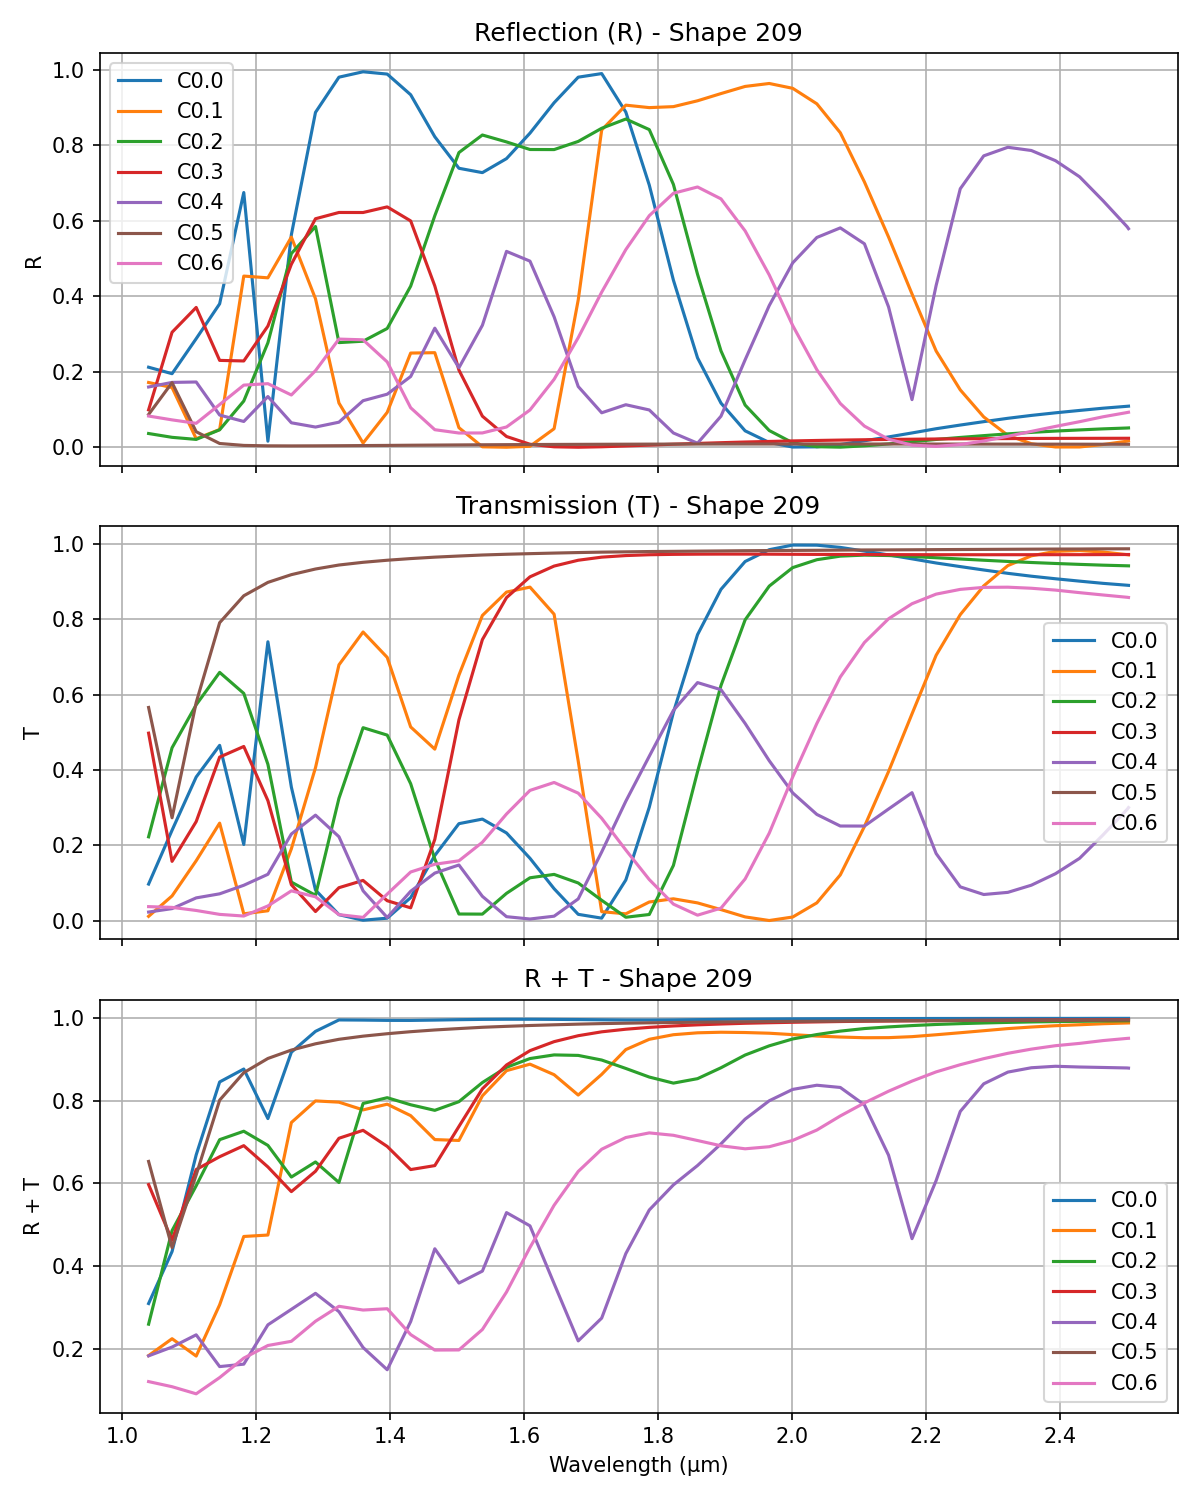 Reflection (R) - Shape 209
1.0
0.8
0.6
0.4
0.2
0.0
R
C0.0
C0.1
C0.2
C0.3
C0.4
C0.5
C0.6
Transmission (T) - Shape 209
1.0
0.8
0.6
0.4
0.2
0.0
T
C0.0
C0.1
C0.2
C0.3
C0.4
C0.5
C0.6
R + T - Shape 209
1.0
0.8
0.6
0.4
0.2
R + T
C0.0
C0.1
C0.2
C0.3
C0.4
C0.5
C0.6
1.0 1.2 1.4 1.6 1.8 2.0 2.2 2.4
Wavelength (μm)